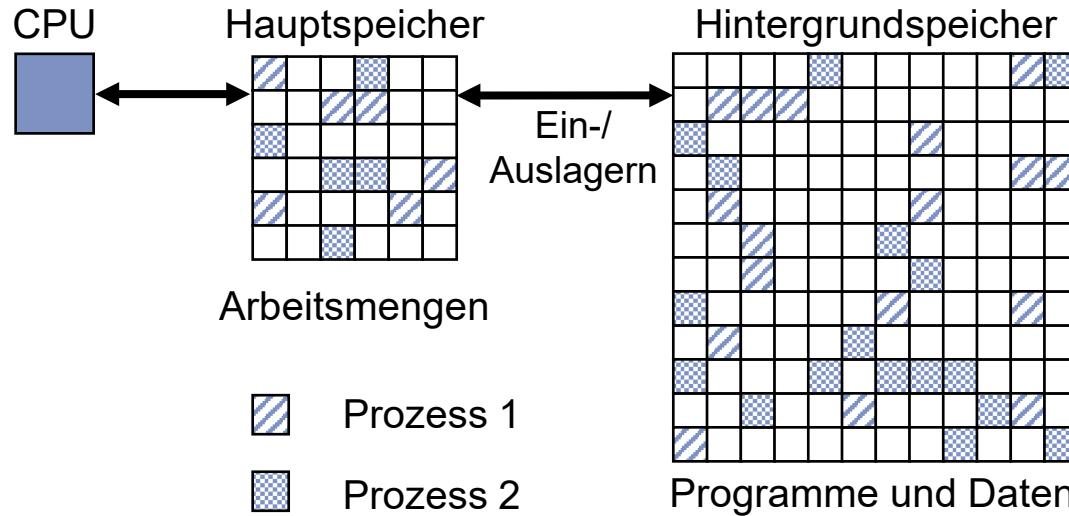 CPU
Hauptspeicher
Hintergrundspeicher
Ein-/
Auslagern
Arbeitsmengen
Prozess 1
Prozess 2
Programme und Daten